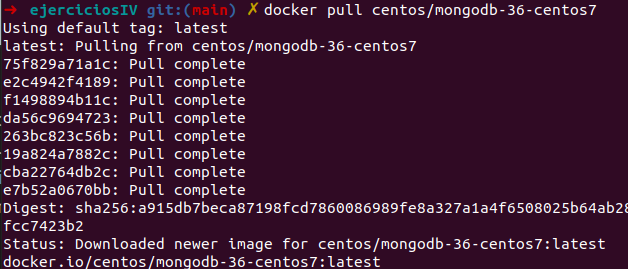 ➜ ejerciciosIV git:(main) ✗ docker pull centos/mongodb-36-centos7
Using default tag: latest
latest: Pulling from centos/mongodb-36-centos7
75f829a71a1c: Pull complete
e2c4942f4189: Pull complete
f1498894b11c: Pull complete
da56c9694723: Pull complete
263bc823c56b: Pull complete
19a824a7882c: Pull complete
cba22764db2c: Pull complete
e7b52a0670bb: Pull complete
Digest: sha256:a915db7beca87198fcd7860086989fe8a327a1a4f6508025b64ab28
fcc7423b2
Status: Downloaded newer image for centos/mongodb-36-centos7:latest
docker.io/centos/mongodb-36-centos7:latest